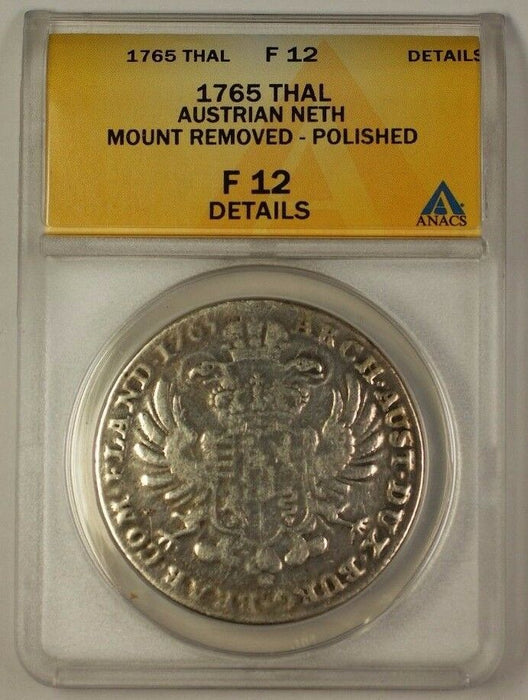 1765 THAL F 12 DETAILS
1765 THAL
AUSTRIAN NETH
MOUNT REMOVED - POLISHED
F 12
DETAILS
ANACS
ARCH·AUST·DUX·BURG·BRAB·COM·FLAND·176